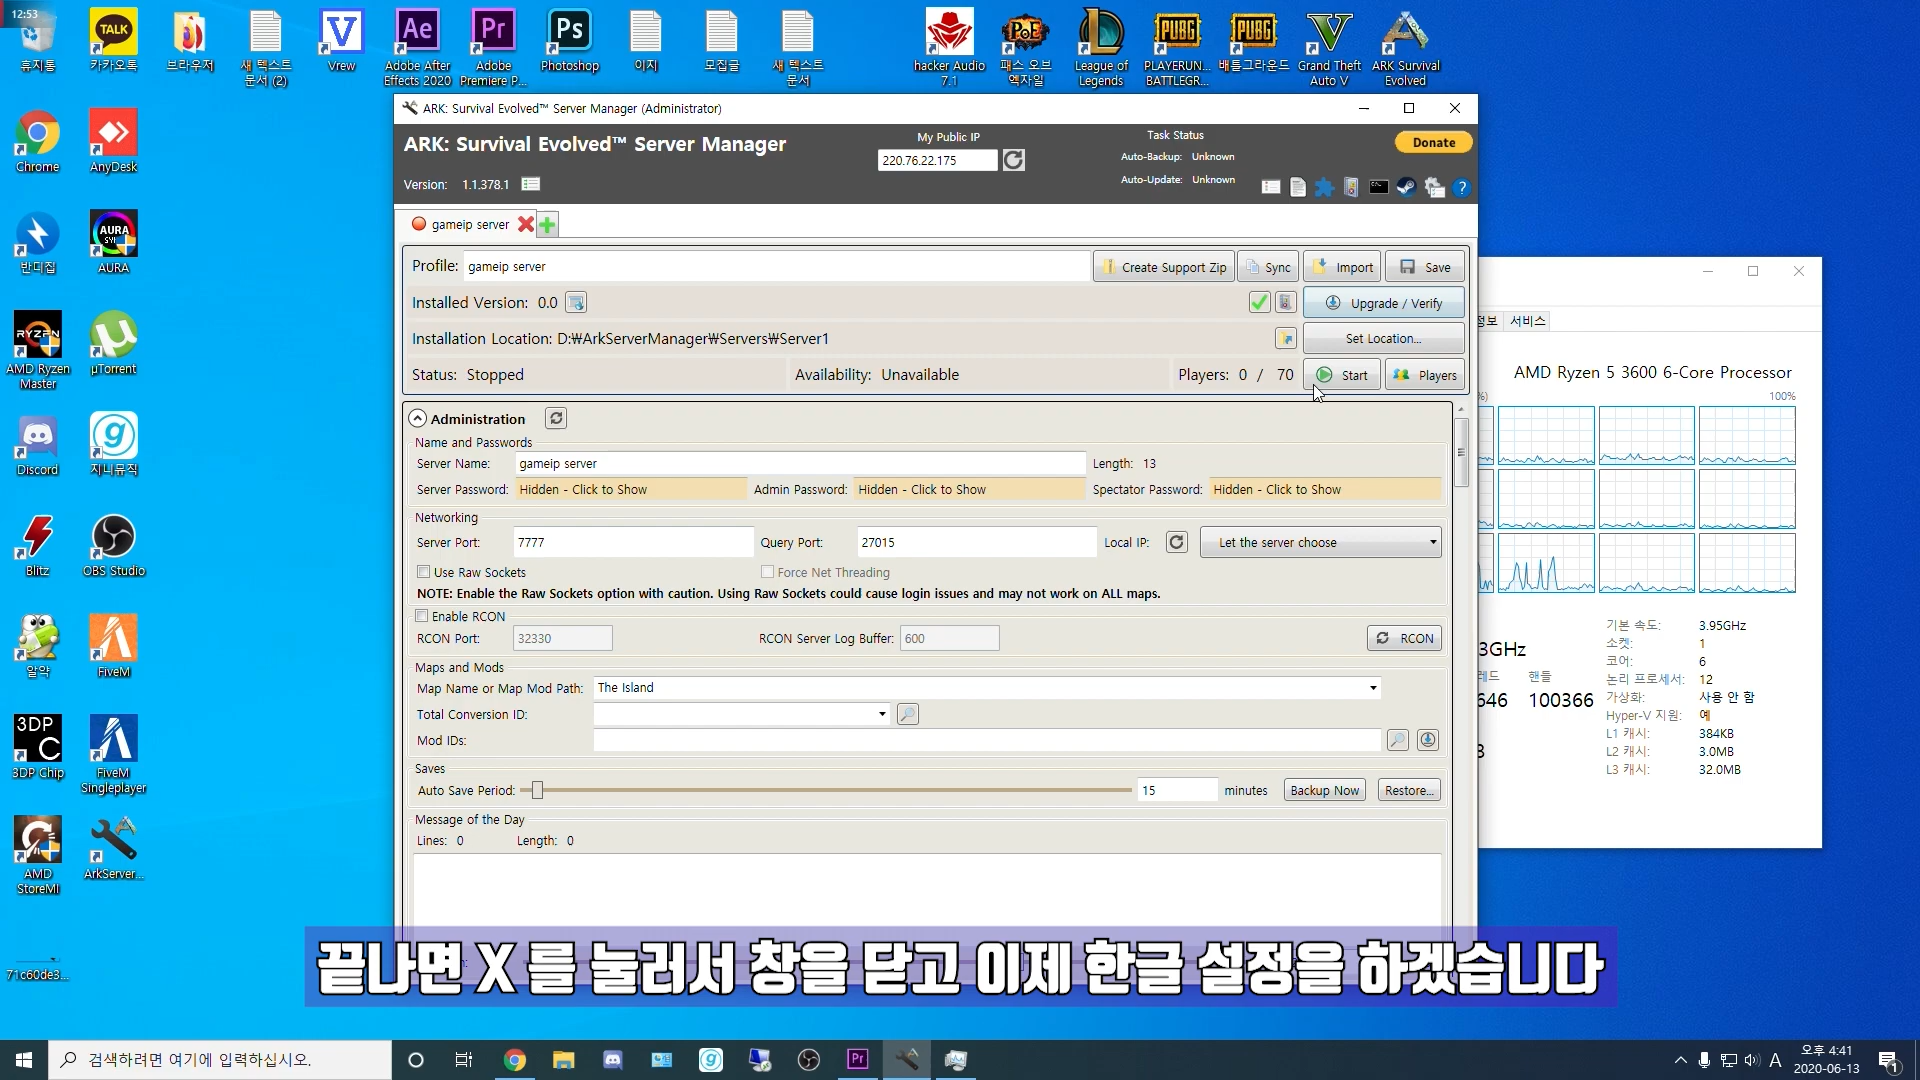 12:53
휴지통
카카오톡
브라우저
새 텍스트
문서 (2)
Vrew
Adobe After
Effects 2020
Adobe
Premiere P...
Photoshop
이지
모집글
새 텍스트
문서
hacker Audio
7.1
패스 오브
엑자일
League of
Legends
PLAYERUN...
BATTLEGR...
배틀그라운드
Grand Theft
Auto V
ARK Survival
Evolved
Chrome
AnyDesk
반디집
AURA
AMD Ryzen
Master
µTorrent
Discord
지니뮤직
Blitz
OBS Studio
알약
FiveM
3DP Chip
FiveM
Singleplayer
AMD
StoreMI
ArkServer...
71c60de3...
ARK: Survival Evolved™ Server Manager (Administrator)
ARK: Survival Evolved™ Server Manager
My Public IP
220.76.22.175
Task Status
Auto-Backup: Unknown
Auto-Update: Unknown
Donate
Version: 1.1.378.1
gameip server
Profile: gameip server
Create Support Zip
Sync
Import
Save
Installed Version: 0.0
Upgrade / Verify
Installation Location: D:₩ArkServerManager₩Servers₩Server1
Set Location...
Status: Stopped
Availability: Unavailable
Players: 0 / 70
Start
Players
Administration
Name and Passwords
Server Name: gameip server
Length: 13
Server Password: Hidden - Click to Show
Admin Password: Hidden - Click to Show
Spectator Password: Hidden - Click to Show
Networking
Server Port: 7777
Query Port: 27015
Local IP:
Let the server choose
Use Raw Sockets
Force Net Threading
NOTE: Enable the Raw Sockets option with caution. Using Raw Sockets could cause login issues and may not work on ALL maps.
Enable RCON
RCON Port: 32330
RCON Server Log Buffer: 600
RCON
Maps and Mods
Map Name or Map Mod Path: The Island
Total Conversion ID:
Mod IDs:
Saves
Auto Save Period: 15 minutes
Backup Now
Restore...
Message of the Day
Lines: 0
Length: 0
정보 서비스
AMD Ryzen 5 3600 6-Core Processor
%)
100%
3GHz
레드
핸들
646
100366
기본 속도: 3.95GHz
소켓: 1
코어: 6
논리 프로세서: 12
가상화: 사용 안 함
Hyper-V 지원: 예
L1 캐시: 384KB
L2 캐시: 3.0MB
L3 캐시: 32.0MB
끝나면 X 를 눌러서 창을 닫고 이제 한글 설정을 하겠습니다
검색하려면 여기에 입력하십시오.
A
오후 4:41
2020-06-13
1